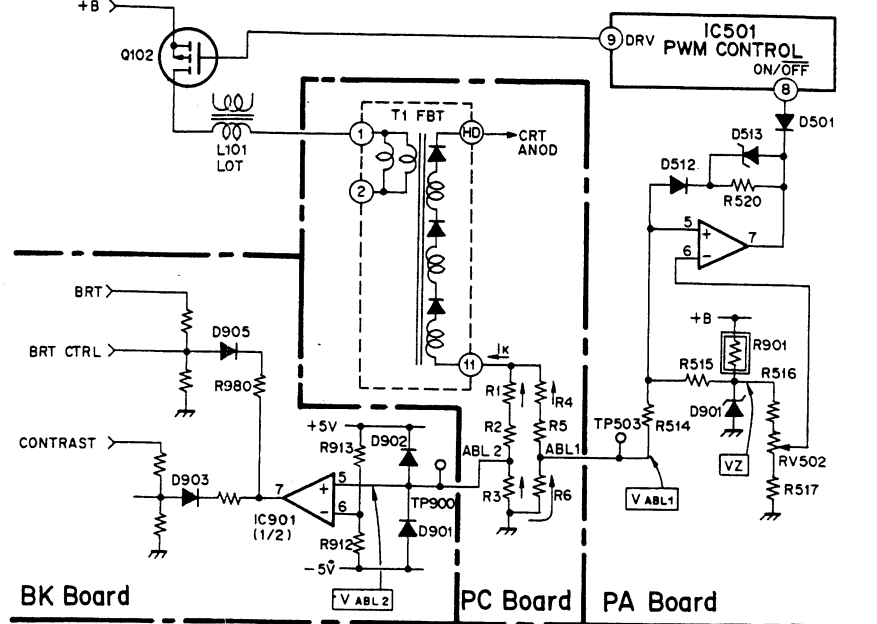 +B
Q102
9 DRV
IC501
PWM CONTROL
ON/OFF
8
D501
L101
LOT
T1 FBT
1
HD
CRT
ANOD
2
D513
D512
R520
5
+
7
6
−
BRT
BRT CTRL
D905
R980
CONTRAST
D903
7
IC901
(1/2)
5
+
6
−
+5V
R913
D902
TP900
R912
D901
-5V
V ABL2
11
IK
R1
R4
R2
R5
ABL 2
ABL1
R3
R6
TP503
R514
V ABL1
+B
R901
R515
R516
D901
VZ
RV502
R517
BK Board
PC Board
PA Board